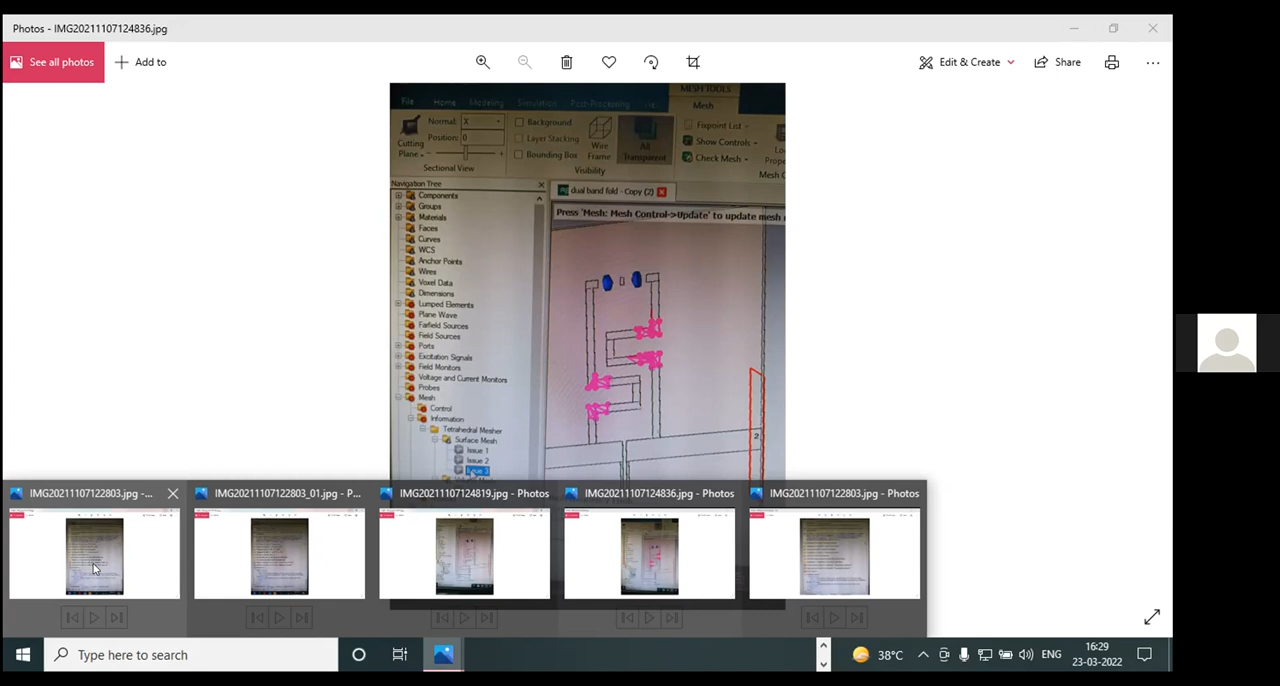 Photos - IMG20211107124836.jpg
See all photos
Add to
Edit & Create
Share
MESH TOOLS
File Home Modeling Simulation Post-Processing
Mesh
Cutting
Plane
Normal: X
Position: 0
Sectional View
Background
Layer Stacking
Bounding Box
Wire
Frame
All
Transparent
Visibility
Fixpoint List
Show Controls
Check Mesh
Navigation Tree
dual band fold - Copy (2)
Press 'Mesh: Mesh Control->Update' to update mesh
Components
Groups
Materials
Faces
Curves
WCS
Anchor Points
Wires
Voxel Data
Dimensions
Lumped Elements
Plane Wave
Farfield Sources
Field Sources
Ports
Excitation Signals
Field Monitors
Voltage and Current Monitors
Probes
Mesh
Control
Information
Tetrahedral Mesher
Surface Mesh
Issue 1
Issue 2
Issue 3
2
IMG20211107122803.jpg -...
IMG20211107122803_01.jpg - P...
IMG20211107124819.jpg - Photos
IMG20211107124836.jpg - Photos
IMG20211107122803.jpg - Photos
Type here to search
38°C
ENG
16:29
23-03-2022